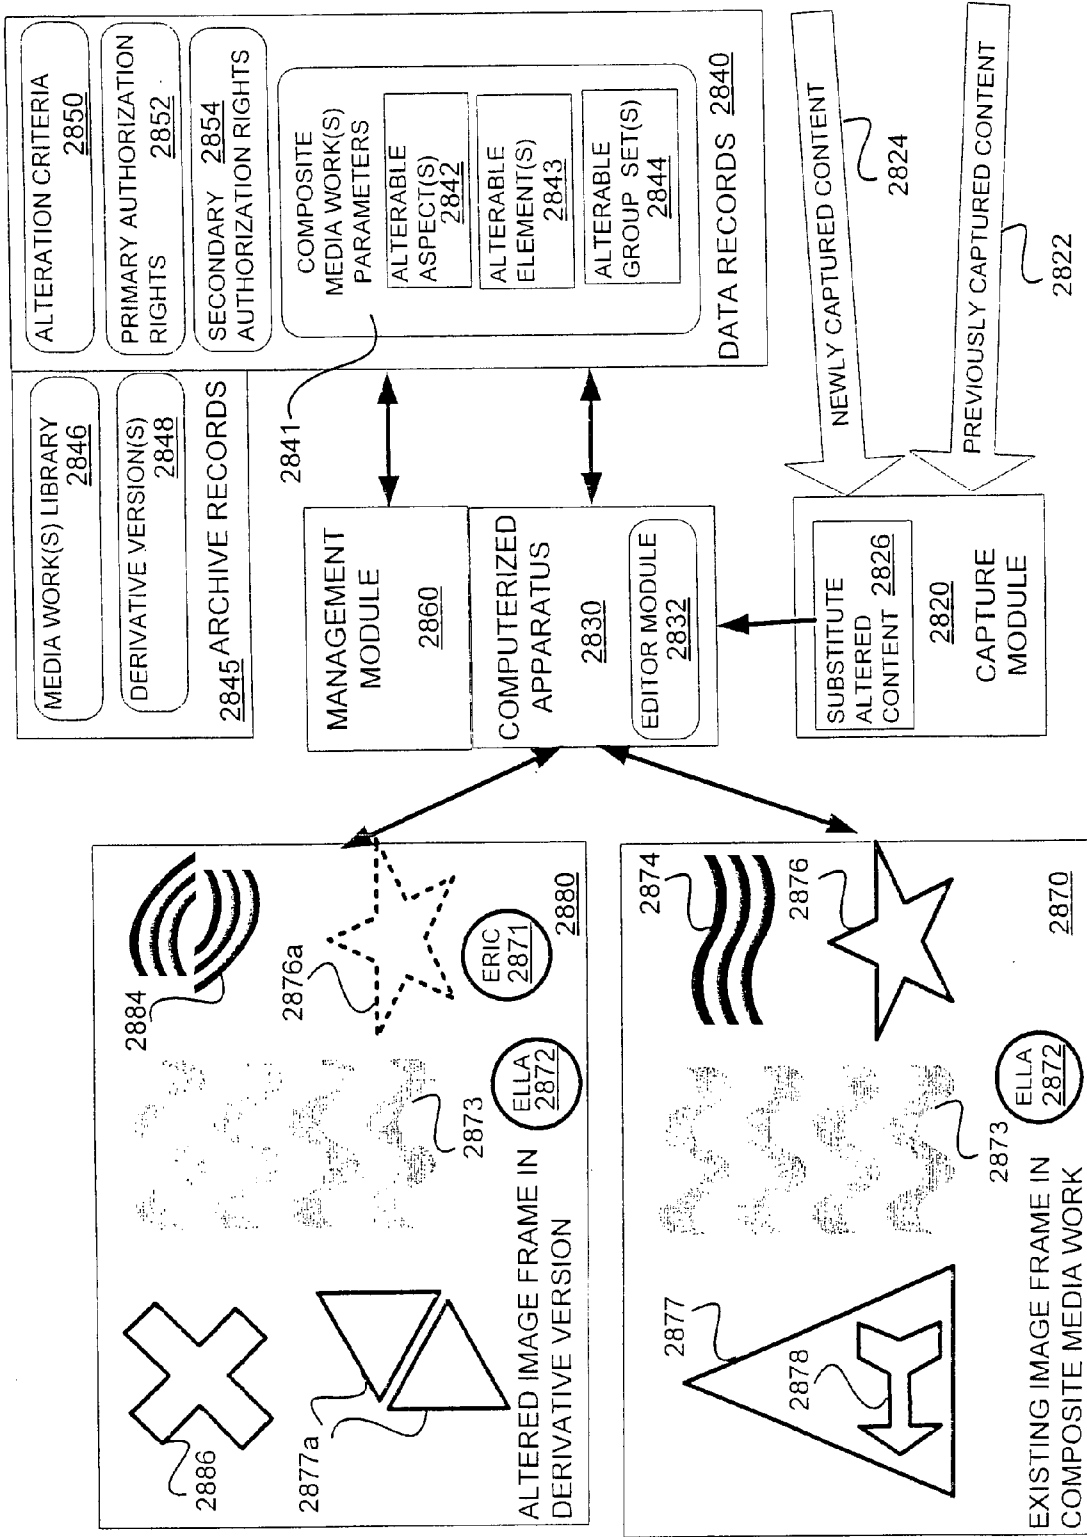 MEDIA WORK(S) LIBRARY
2846
DERIVATIVE VERSION(S)
2848
2845 ARCHIVE RECORDS
ALTERATION CRITERIA
2850
PRIMARY AUTHORIZATION
RIGHTS 2852
SECONDARY 2854
AUTHORIZATION RIGHTS
COMPOSITE
MEDIA WORK(S)
PARAMETERS
ALTERABLE
ASPECT(S)
2842
ALTERABLE
ELEMENT(S)
2843
ALTERABLE
GROUP SET(S)
2844
2841
DATA RECORDS 2840
MANAGEMENT
MODULE
2860
COMPUTERIZED
APPARATUS
2830
EDITOR MODULE
2832
SUBSTITUTE
ALTERED
CONTENT 2826
2820
CAPTURE
MODULE
NEWLY CAPTURED CONTENT
2824
PREVIOUSLY CAPTURED CONTENT
2822
2886
2877a
2884
2876a
2873
ELLA
2872
ERIC
2871
2880
ALTERED IMAGE FRAME IN
DERIVATIVE VERSION
2877
2878
2874
2876
2873
ELLA
2872
2870
EXISTING IMAGE FRAME IN
COMPOSITE MEDIA WORK